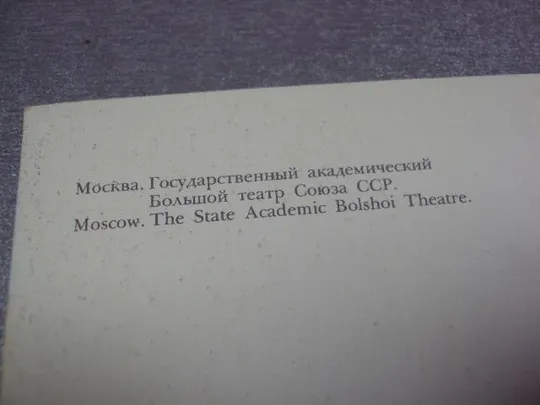 Москва. Государственный академический
Большой театр Союза ССР.
Moscow. The State Academic Bolshoi Theatre.